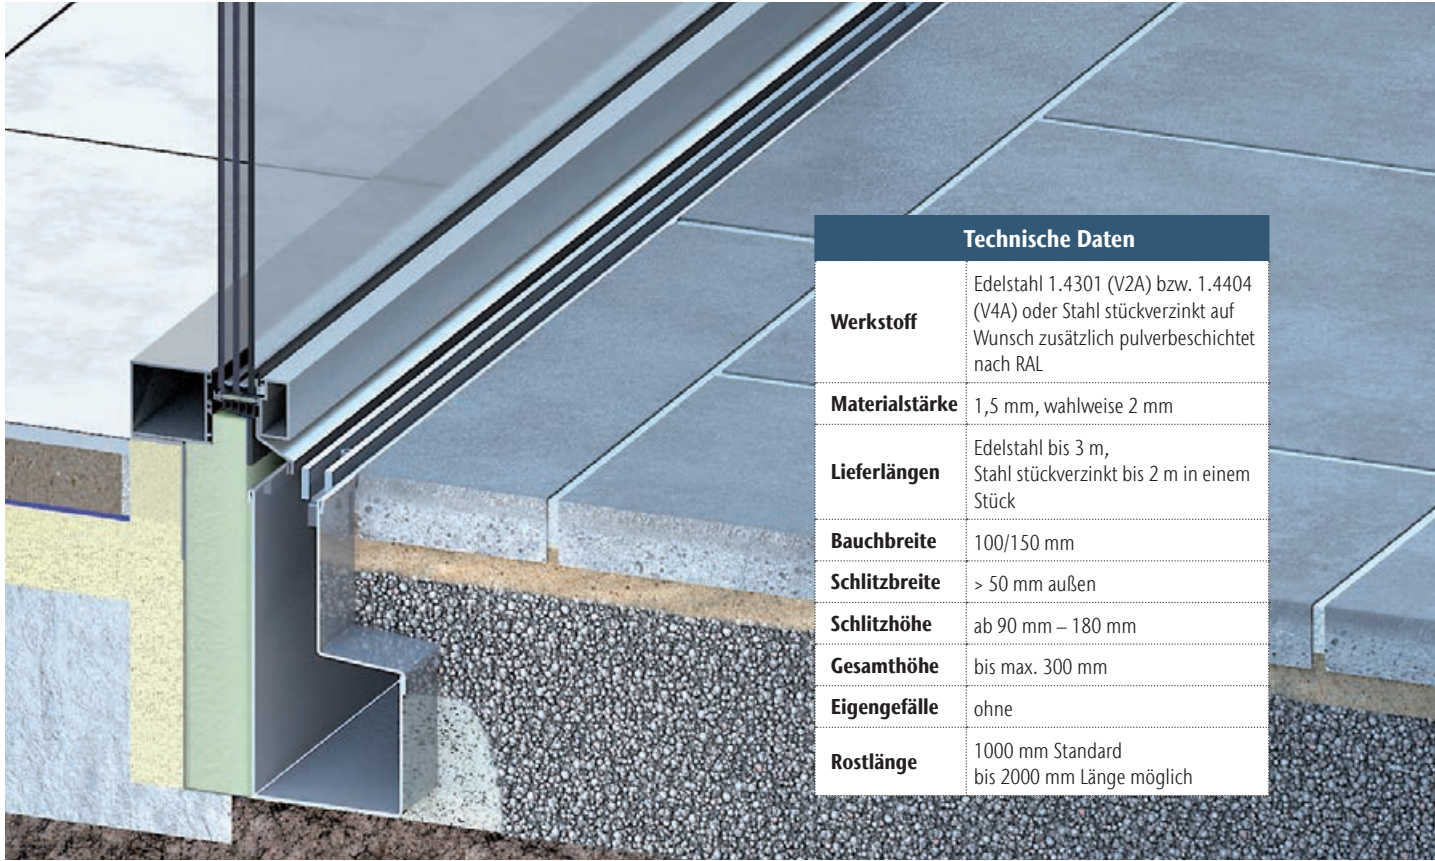 Technische Daten
Werkstoff
Edelstahl 1.4301 (V2A) bzw. 1.4404
(V4A) oder Stahl stückverzinkt auf
Wunsch zusätzlich pulverbeschichtet
nach RAL
Materialstärke
1,5 mm, wahlweise 2 mm
Lieferlängen
Edelstahl bis 3 m,
Stahl stückverzinkt bis 2 m in einem
Stück
Bauchbreite
100/150 mm
Schlitzbreite
> 50 mm außen
Schlitzhöhe
ab 90 mm – 180 mm
Gesamthöhe
bis max. 300 mm
Eigengefälle
ohne
Rostlänge
1000 mm Standard
bis 2000 mm Länge möglich